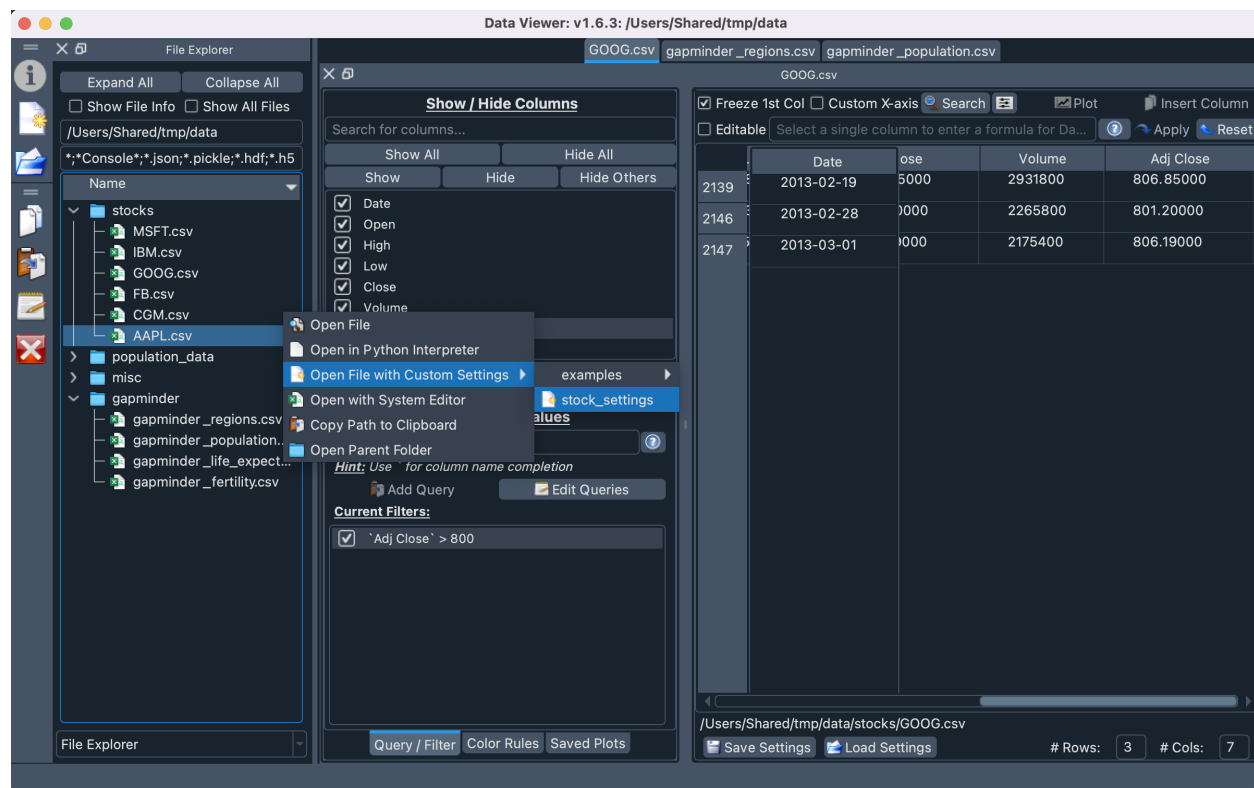 Data Viewer: v1.6.3: /Users/Shared/tmp/data
File Explorer
Expand All
Collapse All
Show File Info
Show All Files
/Users/Shared/tmp/data
*;*Console*;*.json;*.pickle;*.hdf;*.h5
Name
stocks
MSFT.csv
IBM.csv
GOOG.csv
FB.csv
CGM.csv
AAPL.csv
population_data
misc
gapminder
gapminder_regions.csv
gapminder_population...
gapminder_life_expect...
gapminder_fertility.csv
File Explorer
Open File
Open in Python Interpreter
Open File with Custom Settings
Open with System Editor
Copy Path to Clipboard
Open Parent Folder
examples
stock_settings
GOOG.csv
gapminder_regions.csv
gapminder_population.csv
GOOG.csv
Show / Hide Columns
Search for columns...
Show All
Hide All
Show
Hide
Hide Others
Date
Open
High
Low
Close
Volume
alues
Hint: Use ` for column name completion
Add Query
Edit Queries
Current Filters:
`Adj Close` > 800
Query / Filter
Color Rules
Saved Plots
Freeze 1st Col
Custom X-axis
Search
Plot
Insert Column
Editable
Select a single column to enter a formula for Da...
Apply
Reset
Date
ose
Volume
Adj Close
2139
2013-02-19
5000
2931800
806.85000
2146
2013-02-28
0000
2265800
801.20000
2147
2013-03-01
000
2175400
806.19000
/Users/Shared/tmp/data/stocks/GOOG.csv
Save Settings
Load Settings
# Rows:
3
# Cols:
7